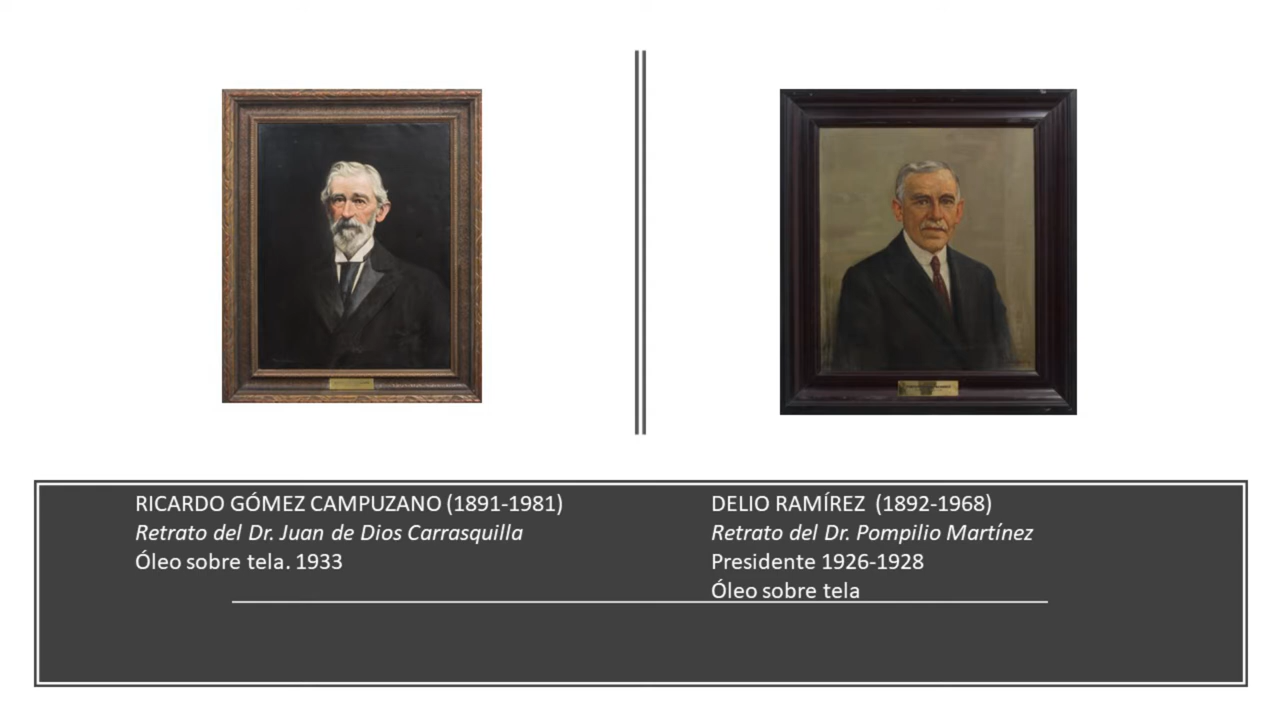 RICARDO GÓMEZ CAMPUZANO (1891-1981)
Retrato del Dr. Juan de Dios Carrasquilla
Óleo sobre tela. 1933
DELIO RAMÍREZ (1892-1968)
Retrato del Dr. Pompilio Martínez
Presidente 1926-1928
Óleo sobre tela